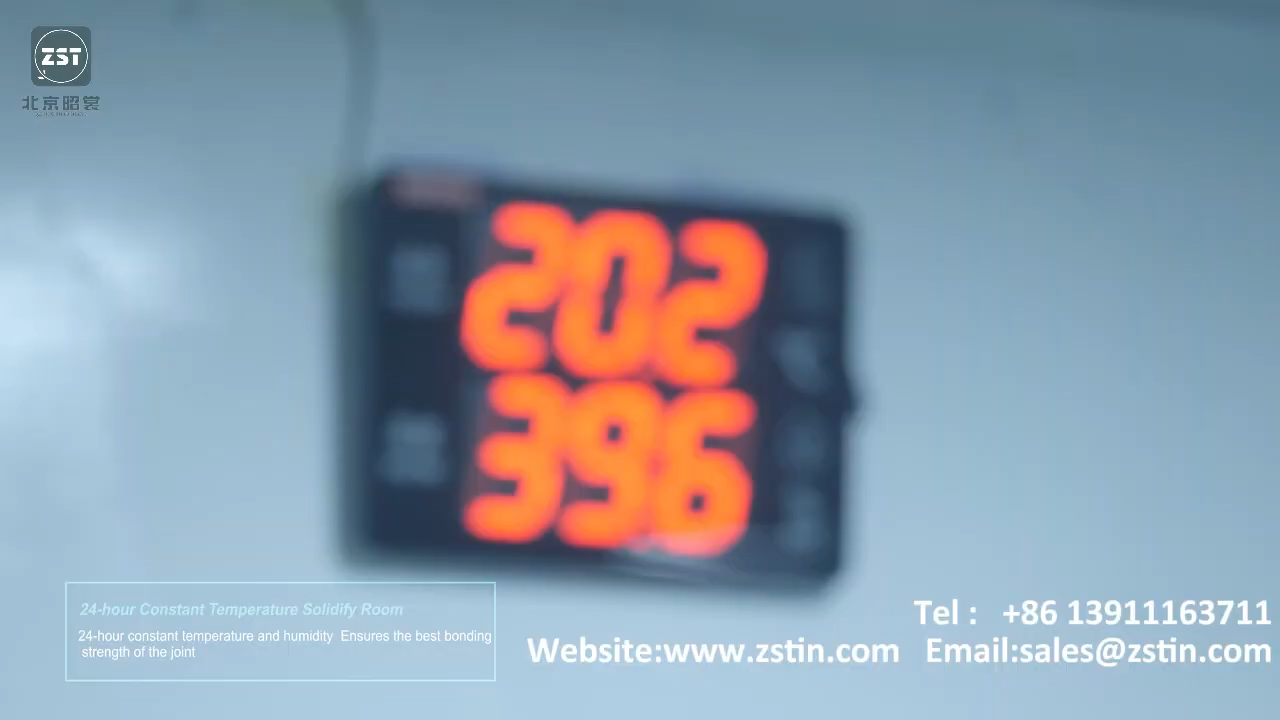 ZST
北京昭裳
202
396
24-hour Constant Temperature Solidify Room
24-hour constant temperature and humidity Ensures the best bonding
strength of the joint
Tel : +86 13911163711
Website:www.zstin.com Email:sales@zstin.com